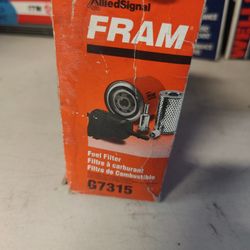 AlliedSignal
FRAM
Fuel Filter
Filtre à carburant
Filtro de Combustible
G7315